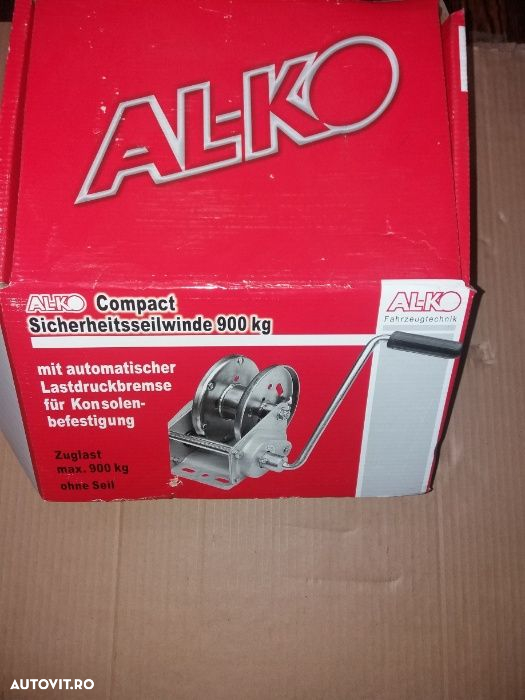 AL-KO
AL-KO Compact
Sicherheitsseilwinde 900 kg
AL-KO
Fahrzeugtechnik
mit automatischer
Lastdruckbremse
für Konsolen-
befestigung
Zuglast
max. 900 kg
ohne Seil
AUTOVIT.RO